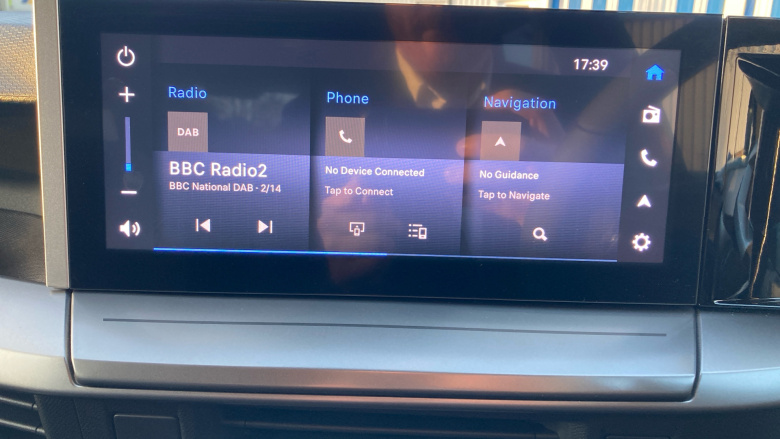 17:39
Radio
DAB
BBC Radio2
BBC National DAB - 2/14
Phone
No Device Connected
Tap to Connect
Navigation
No Guidance
Tap to Navigate